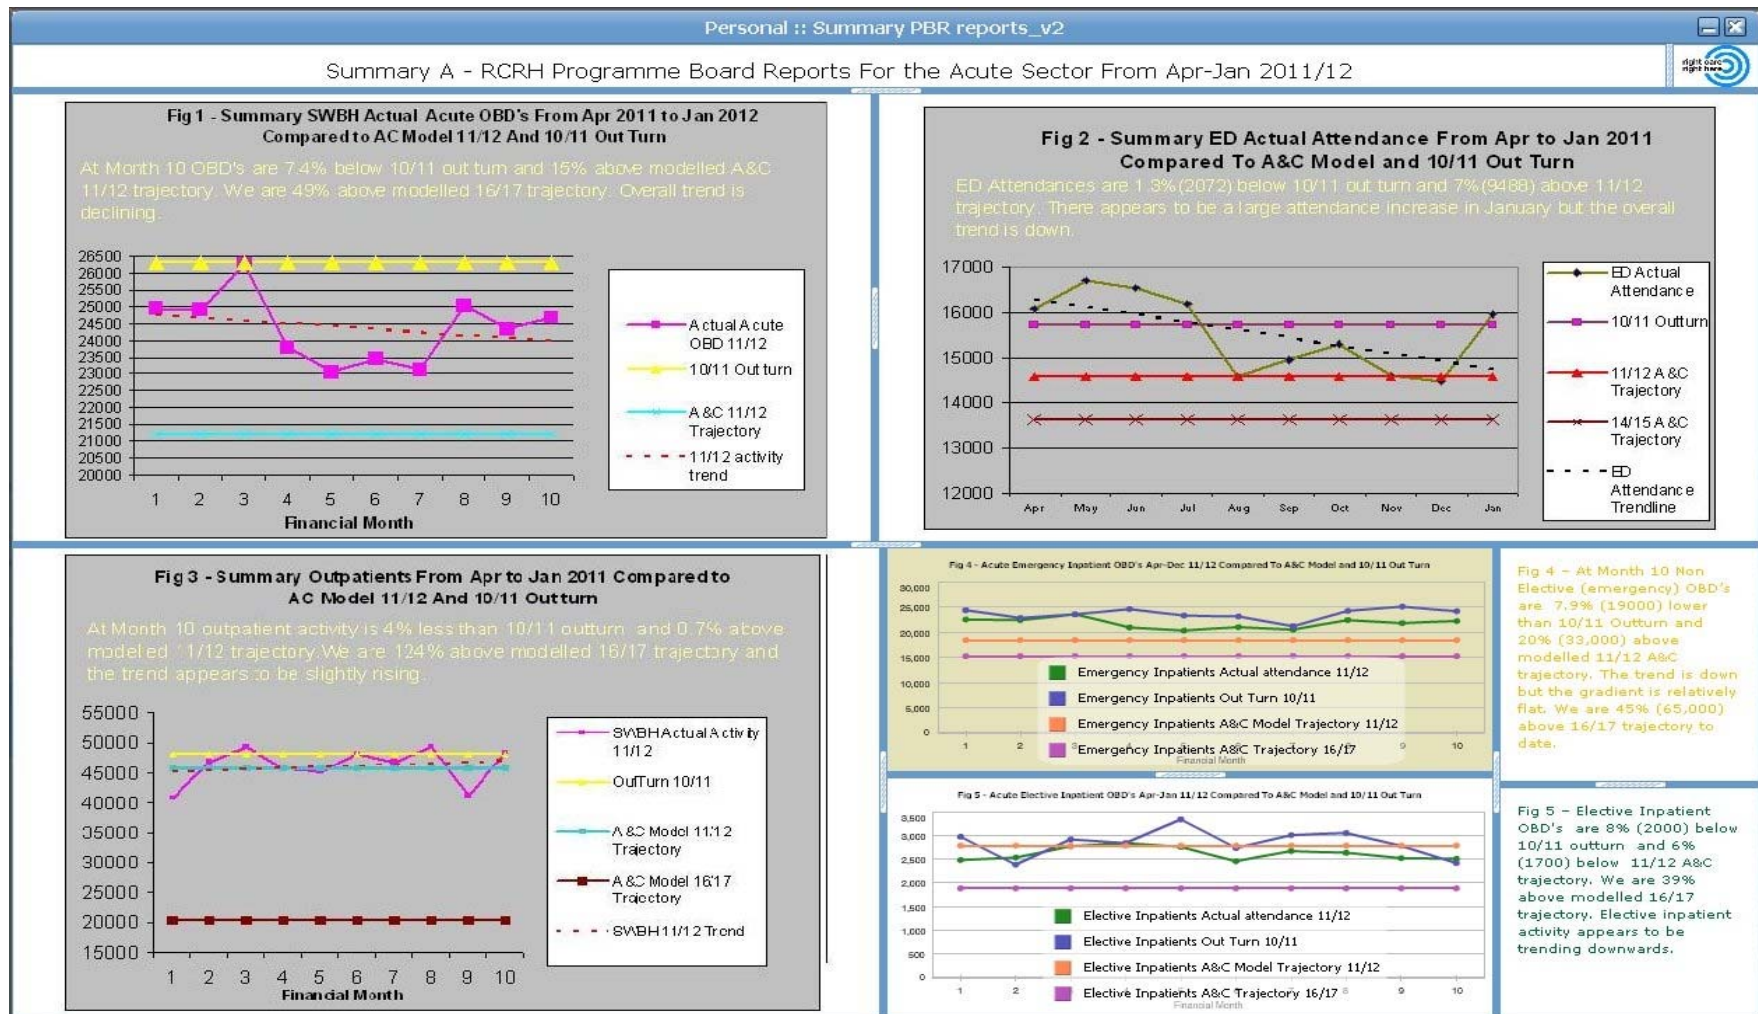 Personal :: Summary PBR reports_v2
Summary A - RCRH Programme Board Reports For the Acute Sector From Apr-Jan 2011/12
right care
right here
Fig 1 - Summary SWBH Actual Acute OBD's From Apr 2011 to Jan 2012
Compared to AC Model 11/12 And 10/11 Out Turn
At Month 10 OBD's are 7.4% below 10/11 out turn and 15% above modelled A&C
11/12 trajectory. We are 49% above modelled 16/17 trajectory. Overall trend is
declining.
26500
26000
25500
25000
24500
24000
23500
23000
22500
22000
21500
21000
20500
20000
1 2 3 4 5 6 7 8 9 10
Financial Month
Actual Acute
OBD 11/12
10/11 Out turn
A&C 11/12
Trajectory
11/12 activity
trend
Fig 2 - Summary ED Actual Attendance From Apr to Jan 2011
Compared To A&C Model and 10/11 Out Turn
ED Attendances are 1.3%(2072) below 10/11 out turn and 7%(9488) above 11/12
trajectory. There appears to be a large attendance increase in January but the overall
trend is down.
17000
16000
15000
14000
13000
12000
Apr May Jun Jul Aug Sep Oct Nov Dec Jan
ED Actual
Attendance
10/11 Outturn
11/12 A&C
Trajectory
14/15 A&C
Trajectory
ED
Attendance
Trendline
Fig 3 - Summary Outpatients From Apr to Jan 2011 Compared to
AC Model 11/12 And 10/11 Outturn
At Month 10 outpatient activity is 4% less than 10/11 outturn and 0.7% above
modelled 11/12 trajectory.We are 124% above modelled 16/17 trajectory and
the trend appears to be slightly rising.
55000
50000
45000
40000
35000
30000
25000
20000
15000
1 2 3 4 5 6 7 8 9 10
Financial Month
SWBH Actual Activity
11/12
OutTurn 10/11
A&C Model 11/12
Trajectory
A&C Model 16/17
Trajectory
SWBH 11/12 Trend
Fig 4 - Acute Emergency Inpatient OBD's Apr-Dec 11/12 Compared To A&C Model and 10/11 Out Turn
30,000
25,000
20,000
15,000
10,000
5,000
0
1 2 3 4 5 6 7 8 9 10
Financial Month
Emergency Inpatients Actual attendance 11/12
Emergency Inpatients Out Turn 10/11
Emergency Inpatients A&C Model Trajectory 11/12
Emergency Inpatients A&C Trajectory 16/17
Fig 4 – At Month 10 Non
Elective (emergency) OBD's
are 7.9% (19000) lower
than 10/11 Outturn and
20% (33,000) above
modelled 11/12 A&C
trajectory. The trend is down
but the gradient is relatively
flat. We are 45% (65,000)
above 16/17 trajectory to
date.
Fig 5 - Acute Elective Inpatient OBD's Apr-Jan 11/12 Compared To A&C Model and 10/11 Out Turn
3,500
3,000
2,500
2,000
1,500
1,000
500
0
1 2 8 9 10
Financial Month
Elective Inpatients Actual attendance 11/12
Elective Inpatients Out Turn 10/11
Elective Inpatients A&C Model Trajectory 11/12
Elective Inpatients A&C Trajectory 16/17
Fig 5 – Elective Inpatient
OBD's are 8% (2000) below
10/11 outturn and 6%
(1700) below 11/12 A&C
trajectory. We are 39%
above modelled 16/17
trajectory. Elective inpatient
activity appears to be
trending downwards.